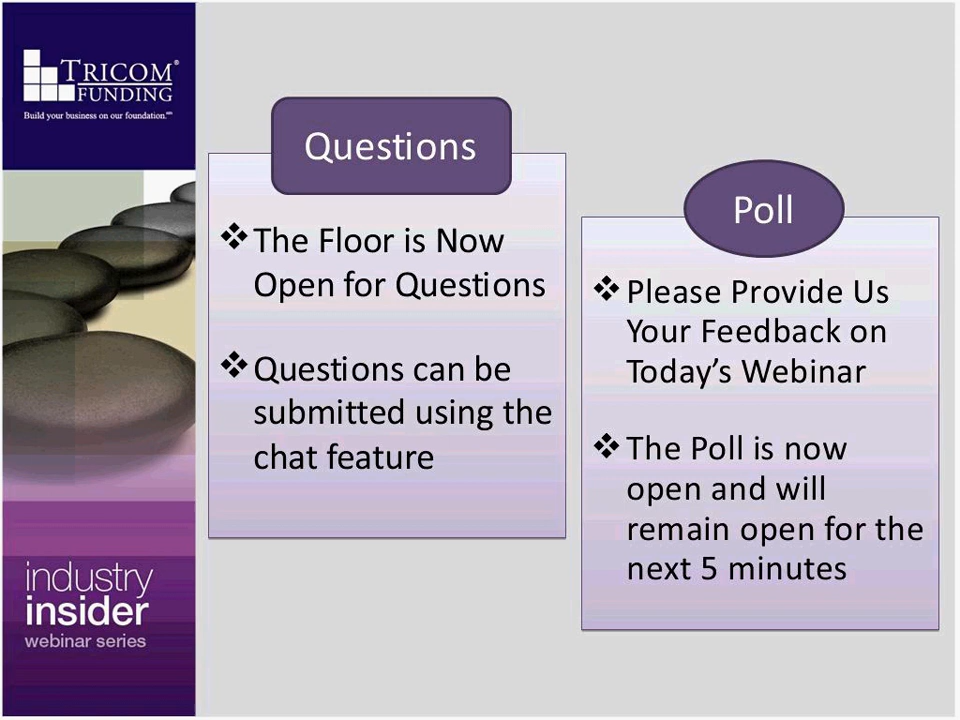 TRICOM®
FUNDING
Build your business on our foundation.℠
Questions
❖ The Floor is Now
Open for Questions
❖ Questions can be
submitted using the
chat feature
Poll
❖ Please Provide Us
Your Feedback on
Today’s Webinar
❖ The Poll is now
open and will
remain open for the
next 5 minutes
industry
insider
webinar series